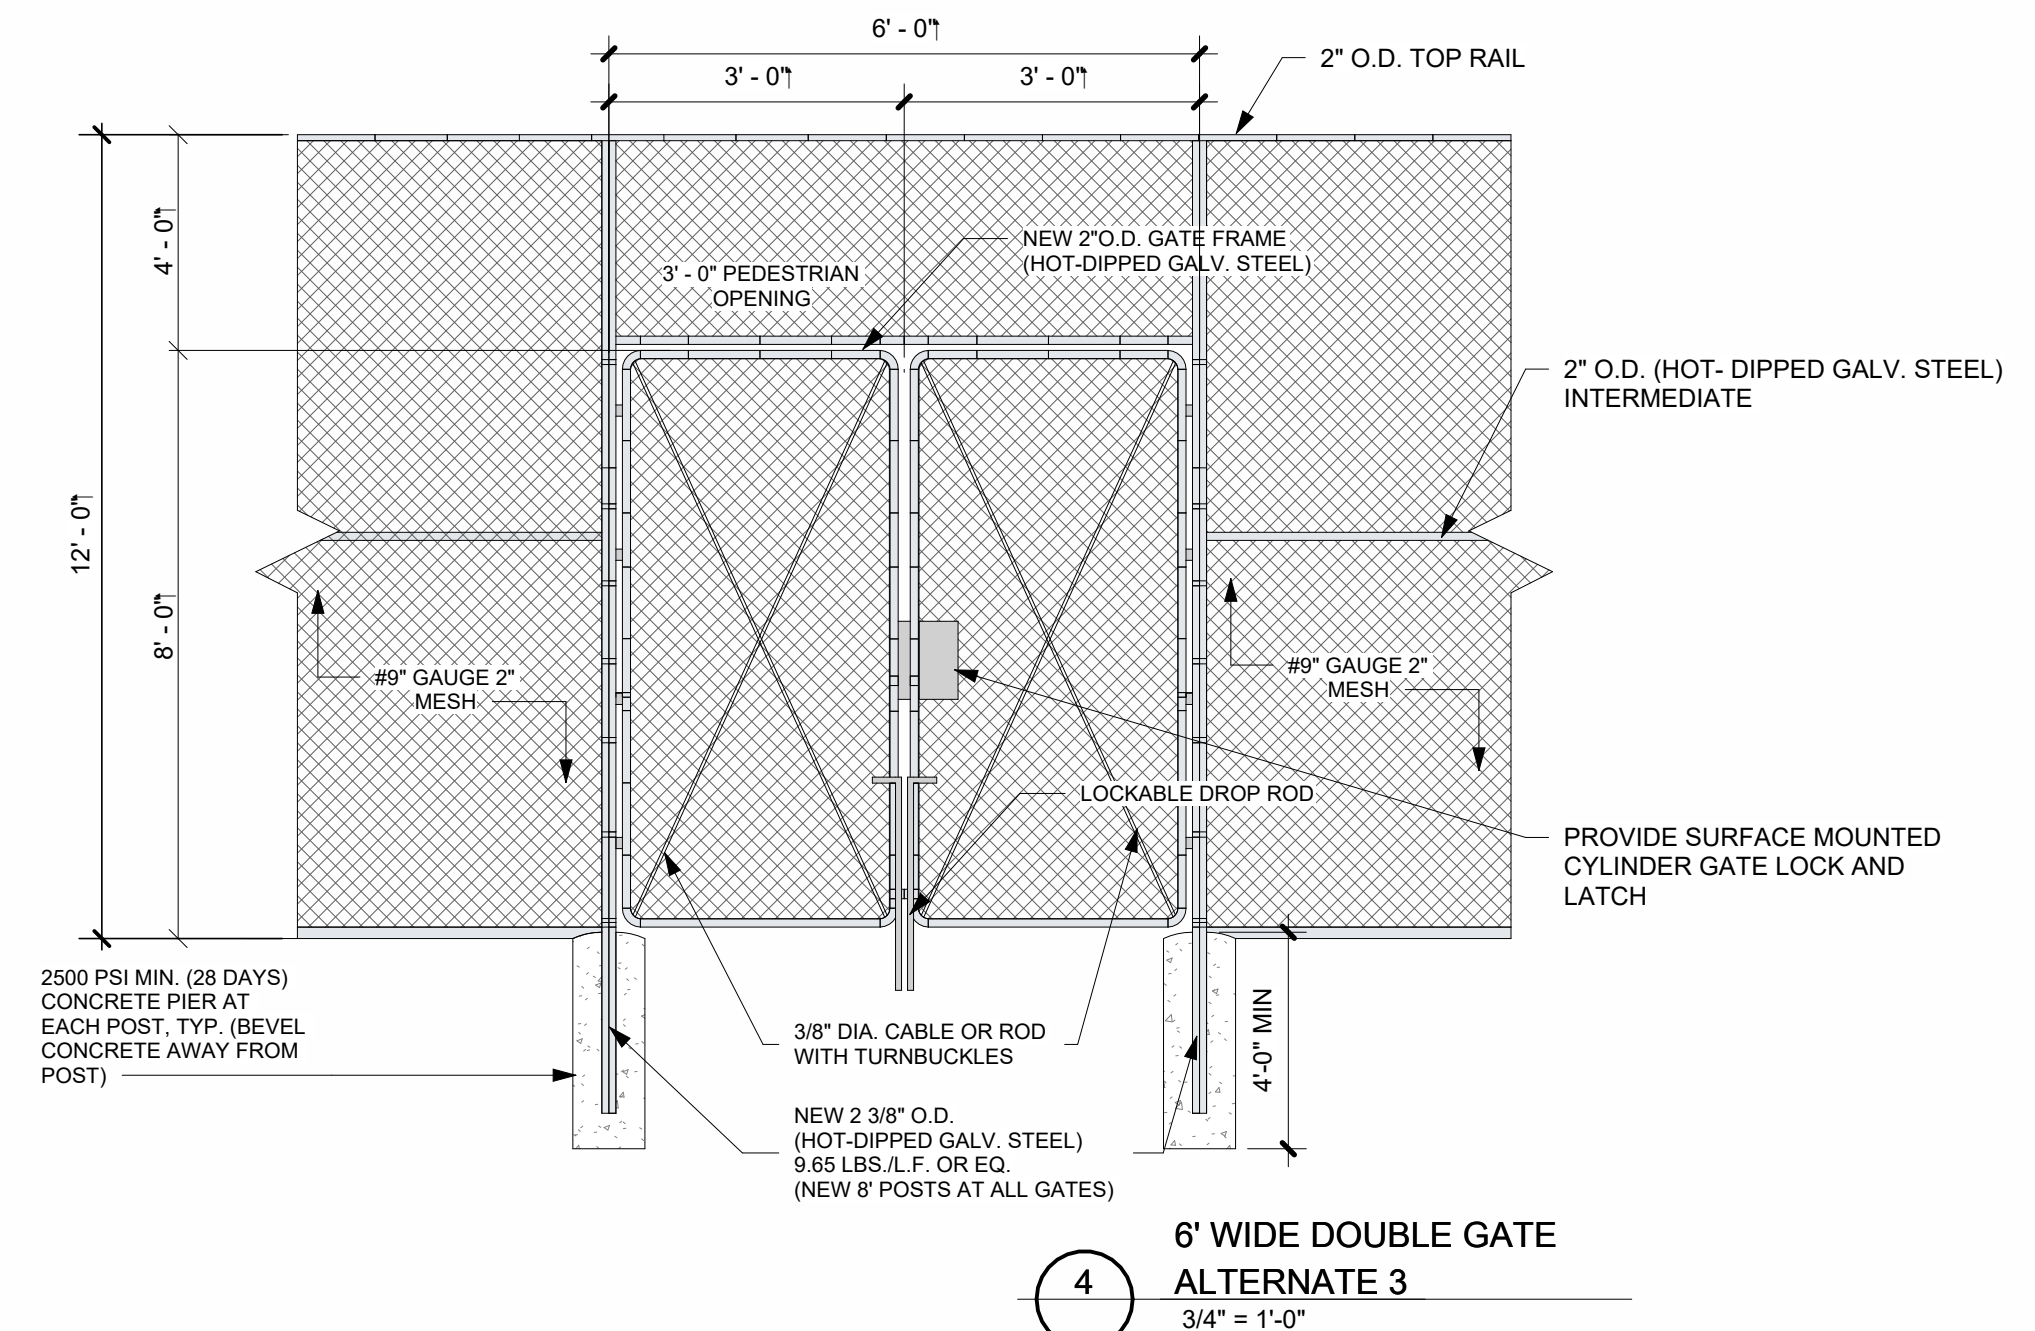 6' - 0"
3' - 0"
3' - 0"
2" O.D. TOP RAIL
4' - 0"
NEW 2"O.D. GATE FRAME
(HOT-DIPPED GALV. STEEL)
3' - 0" PEDESTRIAN
OPENING
2" O.D. (HOT- DIPPED GALV. STEEL)
INTERMEDIATE
12' - 0"
8' - 0"
#9" GAUGE 2"
MESH
#9" GAUGE 2"
MESH
LOCKABLE DROP ROD
PROVIDE SURFACE MOUNTED
CYLINDER GATE LOCK AND
LATCH
2500 PSI MIN. (28 DAYS)
CONCRETE PIER AT
EACH POST, TYP. (BEVEL
CONCRETE AWAY FROM
POST)
3/8" DIA. CABLE OR ROD
WITH TURNBUCKLES
4'-0" MIN
NEW 2 3/8" O.D.
(HOT-DIPPED GALV. STEEL)
9.65 LBS./L.F. OR EQ.
(NEW 8' POSTS AT ALL GATES)
4
6' WIDE DOUBLE GATE
ALTERNATE 3
3/4" = 1'-0"